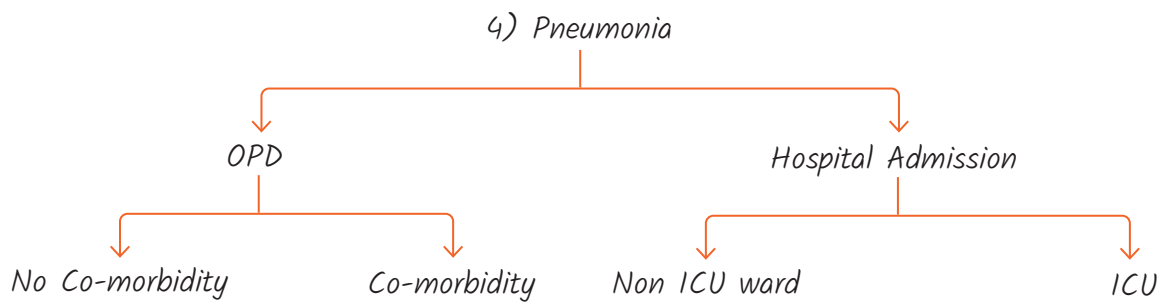 4) Pneumonia
OPD
Hospital Admission
No Co-morbidity
Co-morbidity
Non ICU ward
ICU